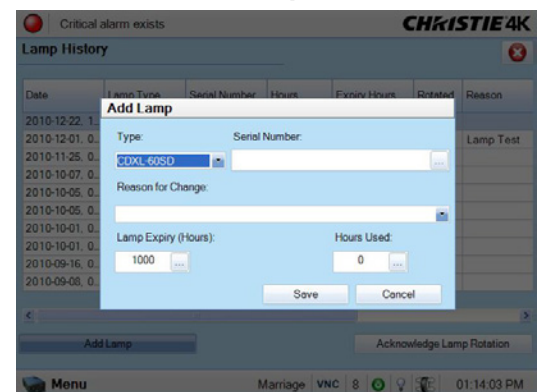 Critical alarm exists
CHRISTIE 4K
Lamp History
Date Lamp Type Serial Number Hours Expiry Hours Rotated Reason
Add Lamp
2010-12-22, 1...
2010-12-01, 0... Lamp Test
2010-11-25, 0...
2010-10-07, 0...
2010-10-05, 0...
2010-10-05, 0...
2010-10-01, 0...
2010-10-01, 0...
2010-09-16, 0...
2010-09-08, 0...
Type: Serial Number:
CDXL-60SD ...
Reason for Change:
Lamp Expiry (Hours): Hours Used:
1000 ... 0 ...
Save Cancel
Add Lamp Acknowledge Lamp Rotation
Menu Marriage VNC 8 01:14:03 PM